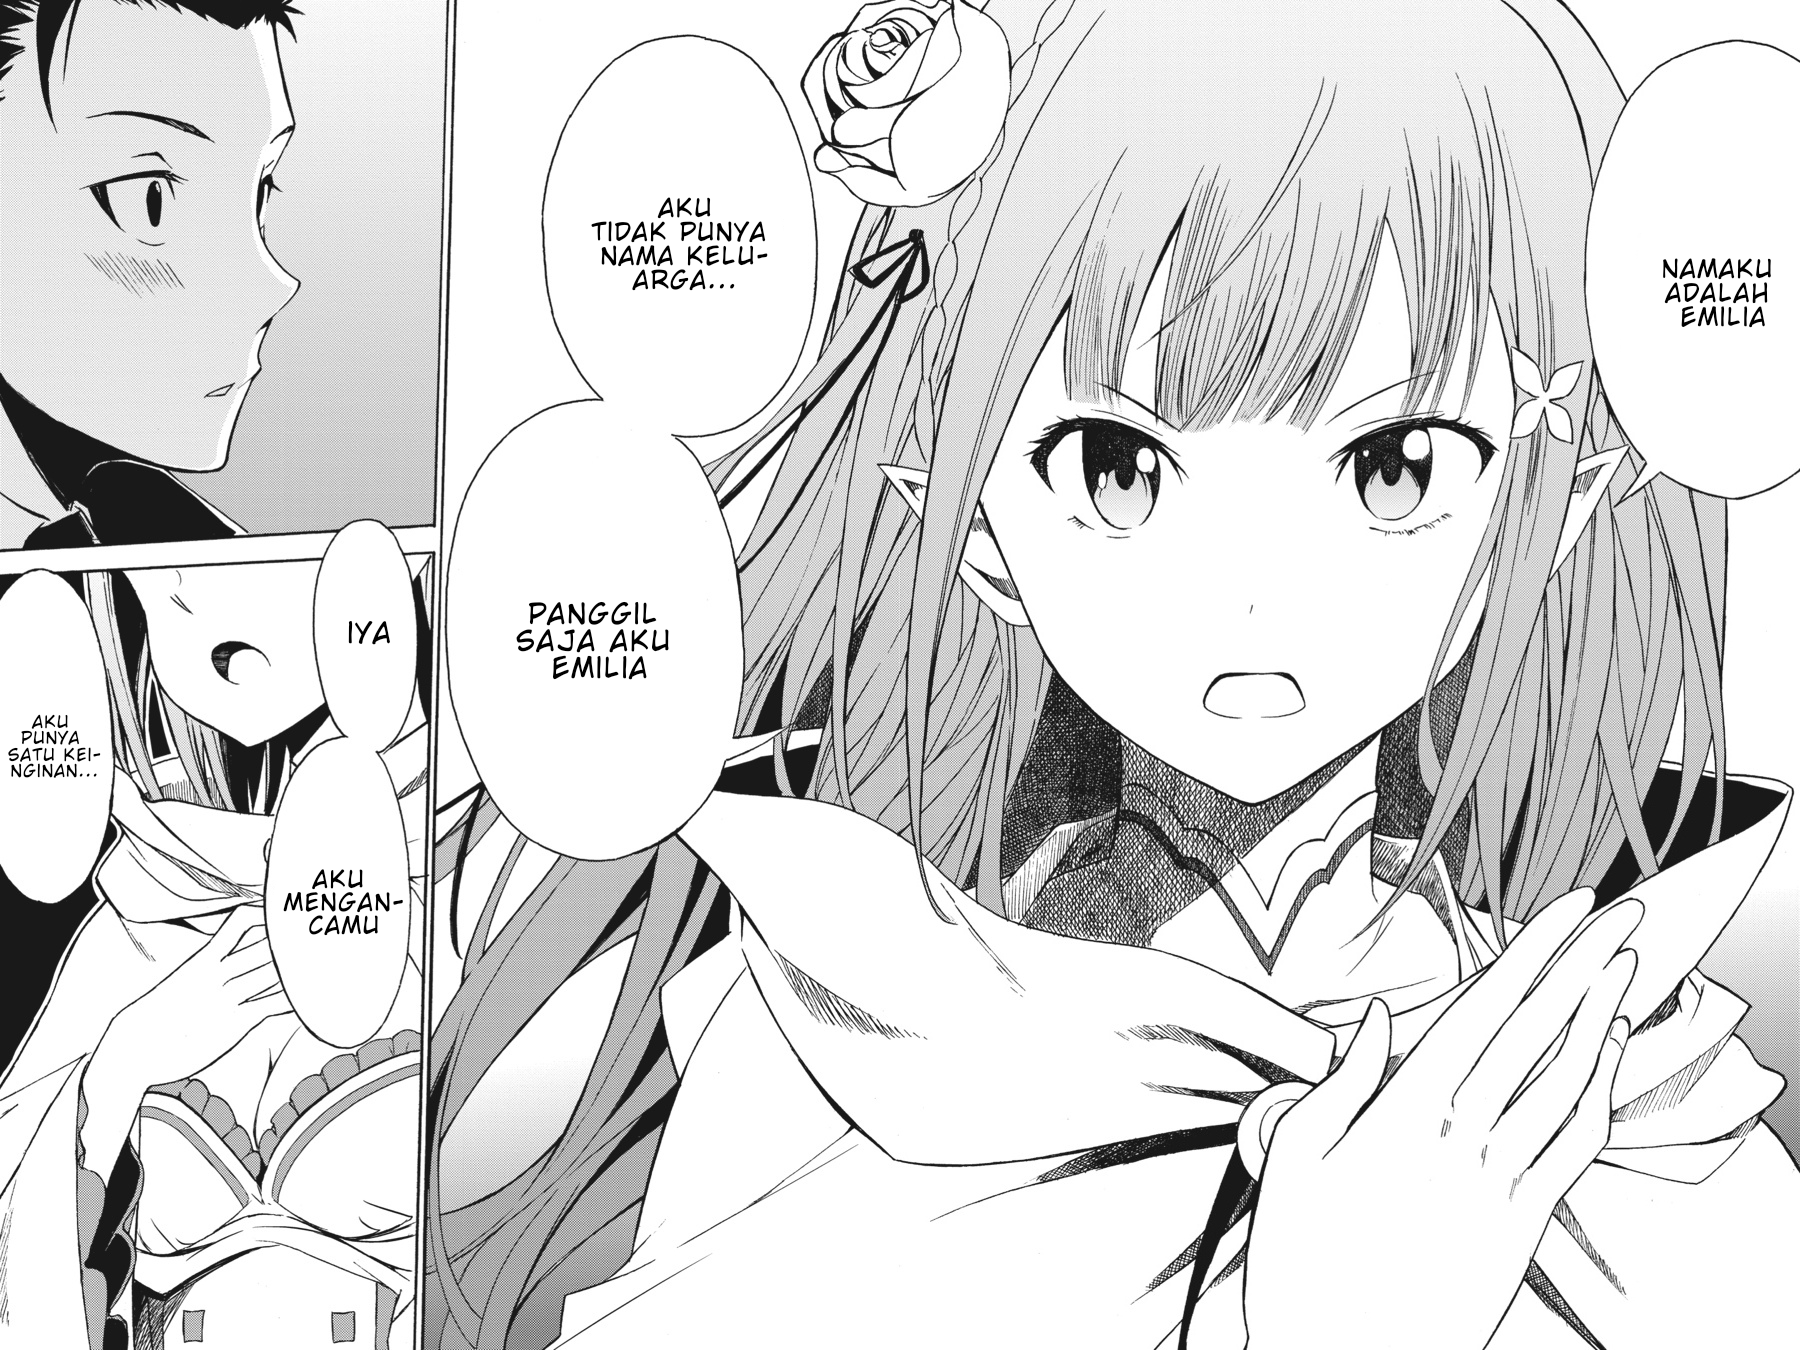 NAMAKU
ADALAH
EMILIA
AKU
TIDAK PUNYA
NAMA KELU-
ARGA...
PANGGIL
SAJA AKU
EMILIA
IYA
AKU
MENGAN-
CAMU
AKU
PUNYA
SATU KEI-
NGINAN...